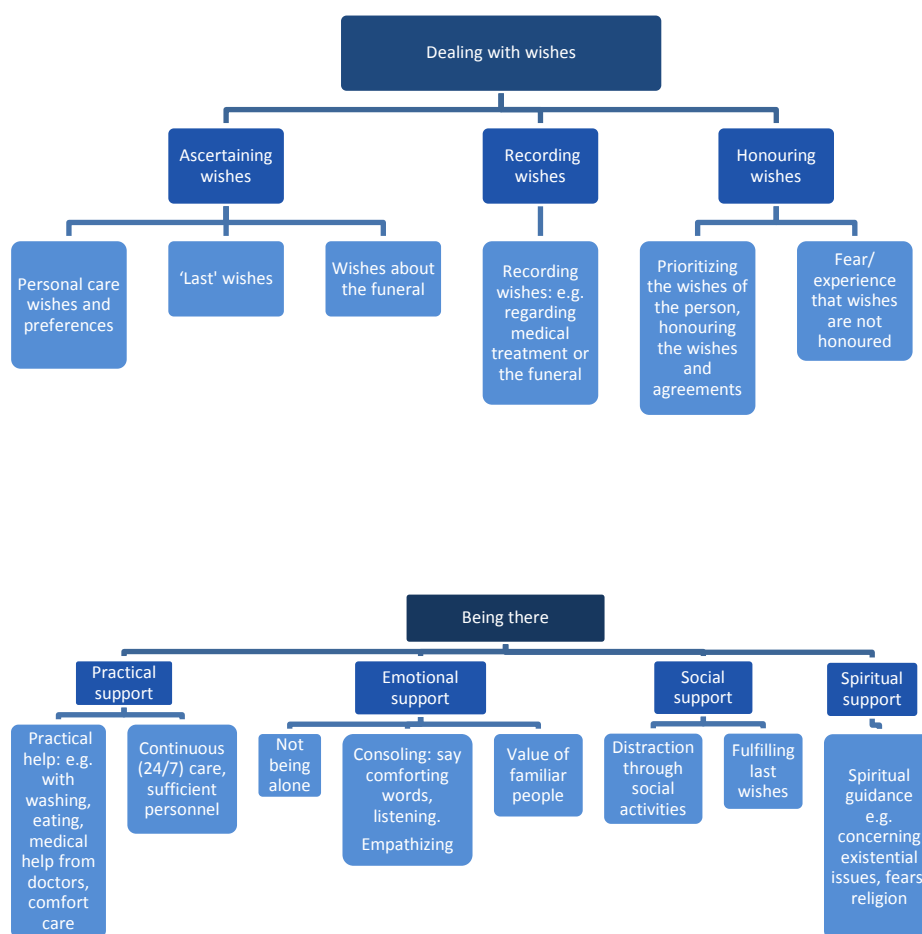 Dealing with wishes
Ascertaining
wishes
Recording
wishes
Honouring
wishes
Personal care
wishes and
preferences
‘Last' wishes
Wishes about
the funeral
Recording
wishes: e.g.
regarding
medical
treatment or
the funeral
Prioritizing
the wishes of
the person,
honouring
the wishes
and
agreements
Fear/
experience
that wishes
are not
honoured
Being there
Practical
support
Emotional
support
Social
support
Spiritual
support
Practical
help: e.g.
with
washing,
eating,
medical
help from
doctors,
comfort
care
Continuous
(24/7) care,
sufficient
personnel
Not
being
alone
Consoling: say
comforting
words,
listening.
Empathizing
Value of
familiar
people
Distraction
through
social
activities
Fulfilling
last
wishes
Spiritual
guidance
e.g.
concerning
existential
issues, fears,
religion